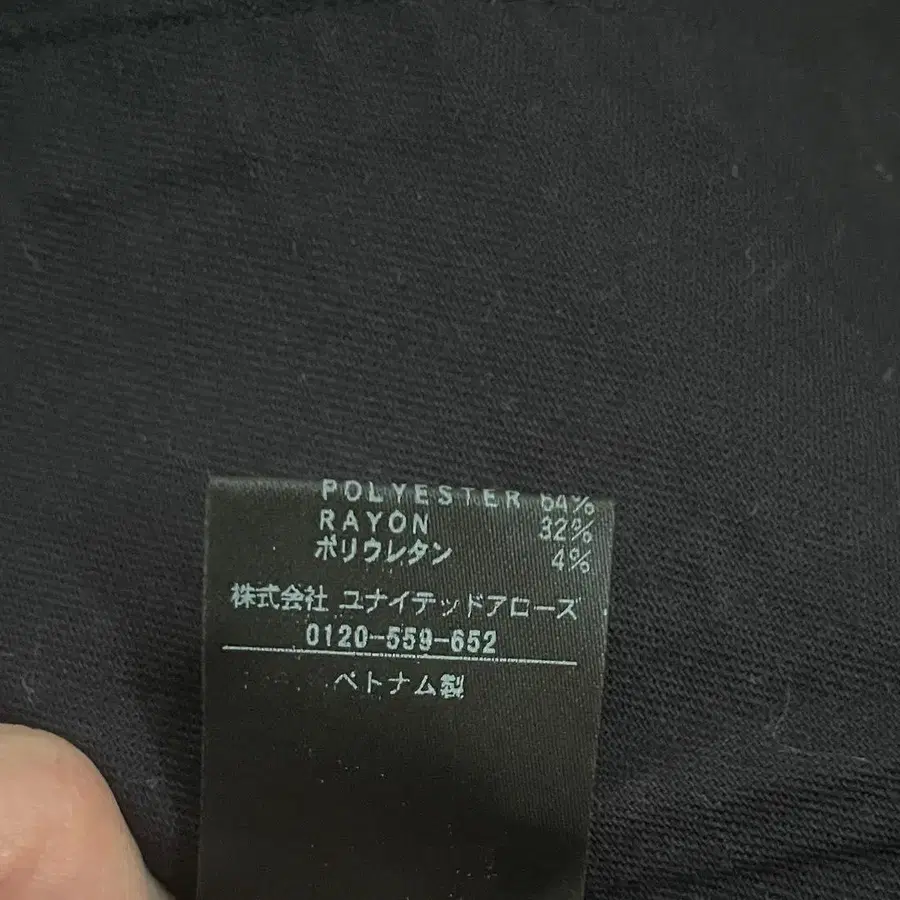 POLYESTER 64%
RAYON 32%
ポリウレタン 4%
株式会社 ユナイテッドアローズ
0120-559-652
ベトナム製